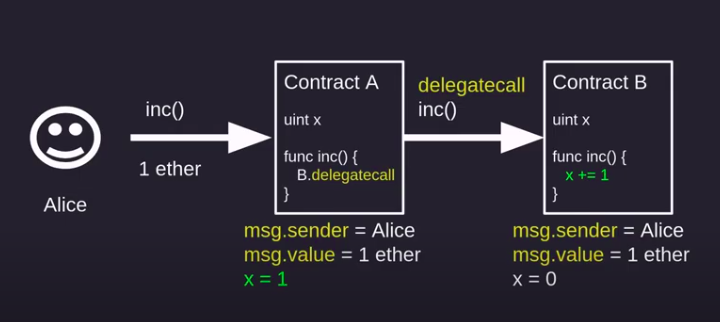 inc()
1 ether
Alice
Contract A
uint x
func inc() {
B.delegatecall
}
msg.sender = Alice
msg.value = 1 ether
x = 1
delegatecall
inc()
Contract B
uint x
func inc() {
x += 1
}
msg.sender = Alice
msg.value = 1 ether
x = 0